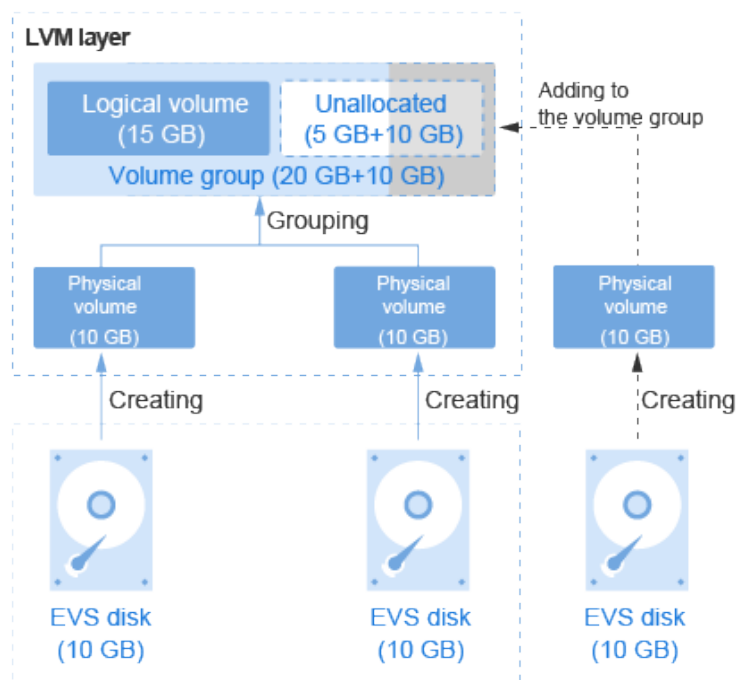 LVM layer
Logical volume
(15 GB)
Unallocated
(5 GB+10 GB)
Volume group (20 GB+10 GB)
Adding to
the volume group
Grouping
Physical
volume
(10 GB)
Physical
volume
(10 GB)
Physical
volume
(10 GB)
Creating
Creating
Creating
EVS disk
(10 GB)
EVS disk
(10 GB)
EVS disk
(10 GB)